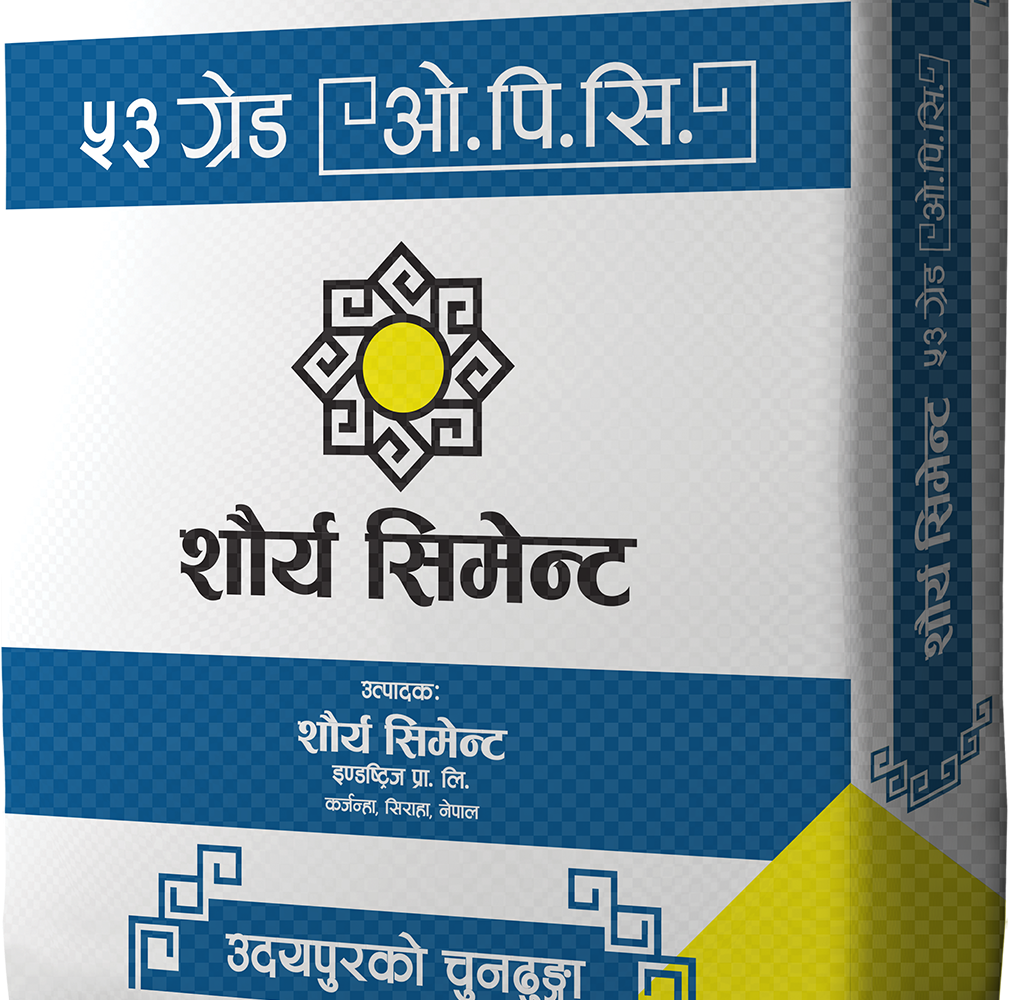 ५३ ग्रेड ओ.पि.सि.
शौर्य सिमेन्ट
उत्पादक:
शौर्य सिमेन्ट
इण्डष्ट्रिज प्रा. लि.
कर्जन्हा, सिराहा, नेपाल
उदयपुरको चुनढुङ्गा
शौर्य सिमेन्ट ५३ ग्रेड ओ.पि.सि.